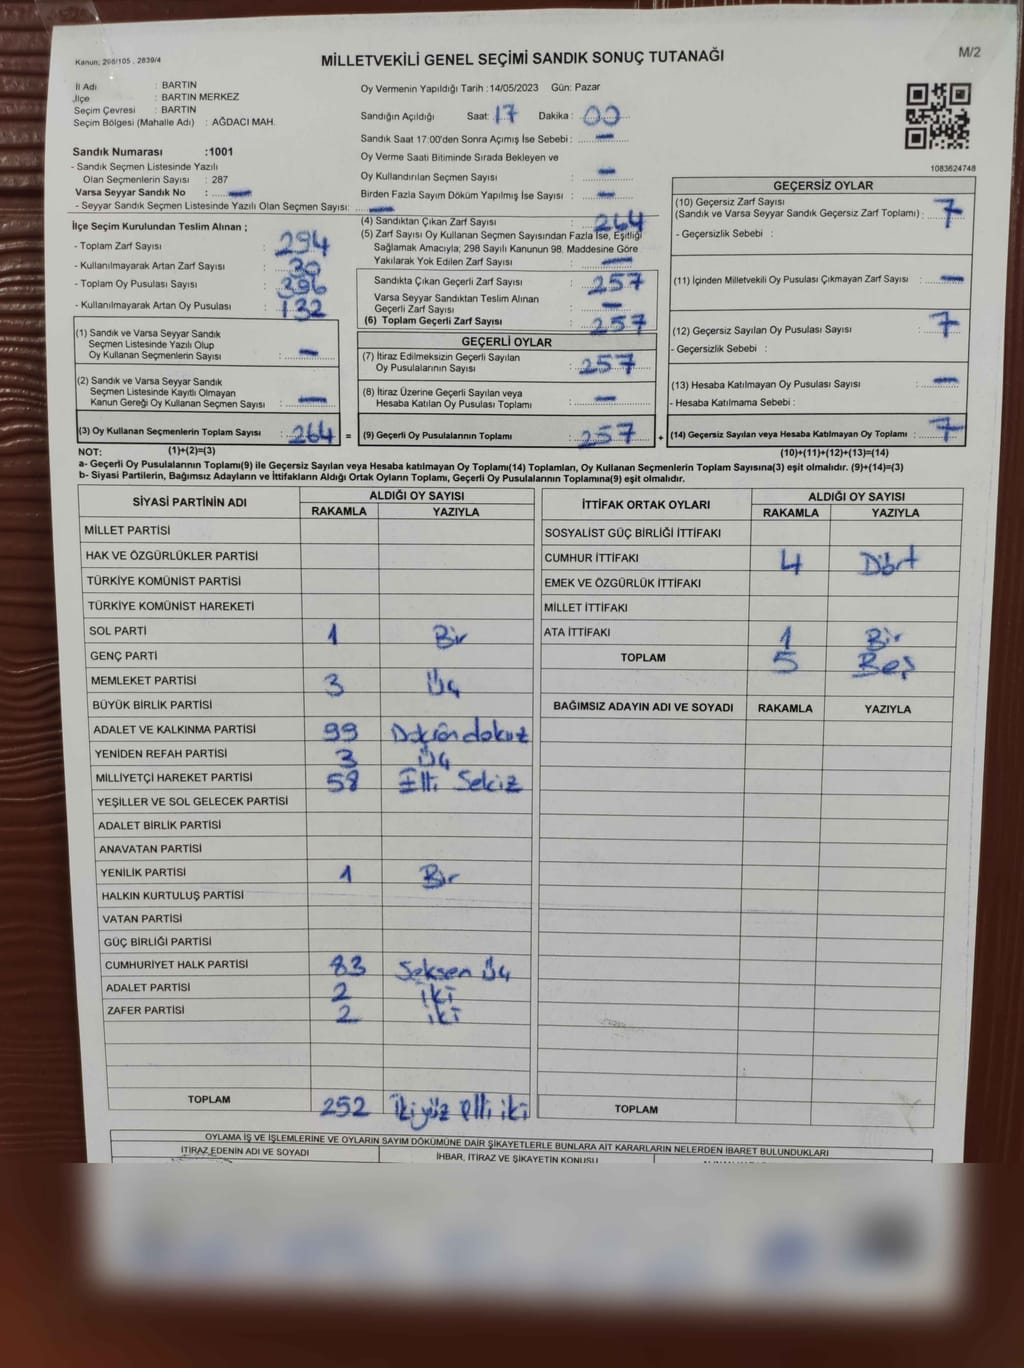 Kanun; 298/105 , 2839/4
MİLLETVEKİLİ GENEL SEÇİMİ SANDIK SONUÇ TUTANAĞI
M/2
İl Adı : BARTIN
İlçe : BARTIN MERKEZ
Seçim Çevresi : BARTIN
Seçim Bölgesi (Mahalle Adı) : AĞDACI MAH.
Oy Vermenin Yapıldığı Tarih :14/05/2023 Gün: Pazar
Sandığın Açıldığı Saat: 17 Dakika : 00
Sandık Saat 17:00'den Sonra Açımış İse Sebebi : —
Oy Verme Saati Bitiminde Sırada Bekleyen ve
Oy Kullandırılan Seçmen Sayısı : —
Birden Fazla Sayım Döküm Yapılmış İse Sayısı : —
1083624748
Sandık Numarası :1001
- Sandık Seçmen Listesinde Yazılı
Olan Seçmenlerin Sayısı : 287
Varsa Seyyar Sandık No : —
- Seyyar Sandık Seçmen Listesinde Yazılı Olan Seçmen Sayısı: —
İlçe Seçim Kurulundan Teslim Alınan ;
- Toplam Zarf Sayısı : 294
- Kullanılmayarak Artan Zarf Sayısı : 30
- Toplam Oy Pusulası Sayısı : 396
- Kullanılmayarak Artan Oy Pusulası : 132
(4) Sandıktan Çıkan Zarf Sayısı : 264
(5) Zarf Sayısı Oy Kullanan Seçmen Sayısından Fazla İse, Eşitliği
Sağlamak Amacıyla; 298 Sayılı Kanunun 98. Maddesine Göre
Yakılarak Yok Edilen Zarf Sayısı : —
Sandıkta Çıkan Geçerli Zarf Sayısı : 257
Varsa Seyyar Sandıktan Teslim Alınan
Geçerli Zarf Sayısı : —
(6) Toplam Geçerli Zarf Sayısı : 257
GEÇERSİZ OYLAR
(10) Geçersiz Zarf Sayısı
(Sandık ve Varsa Seyyar Sandık Geçersiz Zarf Toplamı) : 7
- Geçersizlik Sebebi :
(11) İçinden Milletvekili Oy Pusulası Çıkmayan Zarf Sayısı : —
(12) Geçersiz Sayılan Oy Pusulası Sayısı : 7
- Geçersizlik Sebebi :
(13) Hesaba Katılmayan Oy Pusulası Sayısı : —
- Hesaba Katılmama Sebebi :
(1) Sandık ve Varsa Seyyar Sandık
Seçmen Listesinde Yazılı Olup
Oy Kullanan Seçmenlerin Sayısı : —
(2) Sandık ve Varsa Seyyar Sandık
Seçmen Listesinde Kayıtlı Olmayan
Kanun Gereği Oy Kullanan Seçmen Sayısı : —
GEÇERLİ OYLAR
(7) İtiraz Edilmeksizin Geçerli Sayılan
Oy Pusulalarının Sayısı : 257
(8) İtiraz Üzerine Geçerli Sayılan veya
Hesaba Katılan Oy Pusulası Toplamı : —
(3) Oy Kullanan Seçmenlerin Toplam Sayısı : 264 = (9) Geçerli Oy Pusulalarının Toplamı : 257 + (14) Geçersiz Sayılan veya Hesaba Katılmayan Oy Toplamı : 7
NOT: (1)+(2)=(3) (10)+(11)+(12)+(13)=(14)
a- Geçerli Oy Pusulalarının Toplamı(9) ile Geçersiz Sayılan veya Hesaba katılmayan Oy Toplamı(14) Toplamları, Oy Kullanan Seçmenlerin Toplam Sayısına(3) eşit olmalıdır. (9)+(14)=(3)
b- Siyasi Partilerin, Bağımsız Adayların ve İttifakların Aldığı Ortak Oyların Toplamı, Geçerli Oy Pusulalarının Toplamına(9) eşit olmalıdır.
SİYASİ PARTİNİN ADI ALDIĞI OY SAYISI
RAKAMLA YAZIYLA
MİLLET PARTİSİ
HAK VE ÖZGÜRLÜKLER PARTİSİ
TÜRKİYE KOMÜNİST PARTİSİ
TÜRKİYE KOMÜNİST HAREKETİ
SOL PARTİ 1 Bir
GENÇ PARTİ
MEMLEKET PARTİSİ 3 Üç
BÜYÜK BİRLİK PARTİSİ
ADALET VE KALKINMA PARTİSİ 99 Doksan dokuz
YENİDEN REFAH PARTİSİ 3 Üç
MİLLİYETÇİ HAREKET PARTİSİ 58 Elli Sekiz
YEŞİLLER VE SOL GELECEK PARTİSİ
ADALET BİRLİK PARTİSİ
ANAVATAN PARTİSİ
YENİLİK PARTİSİ 1 Bir
HALKIN KURTULUŞ PARTİSİ
VATAN PARTİSİ
GÜÇ BİRLİĞİ PARTİSİ
CUMHURİYET HALK PARTİSİ 83 Seksen Üç
ADALET PARTİSİ 2 İki
ZAFER PARTİSİ 2 İki
TOPLAM 252 İkiyüz elli iki
İTTİFAK ORTAK OYLARI ALDIĞI OY SAYISI
RAKAMLA YAZIYLA
SOSYALİST GÜÇ BİRLİĞİ İTTİFAKI
CUMHUR İTTİFAKI 4 Dört
EMEK VE ÖZGÜRLÜK İTTİFAKI
MİLLET İTTİFAKI
ATA İTTİFAKI 1 Bir
TOPLAM 5 Beş
BAĞIMSIZ ADAYIN ADI VE SOYADI RAKAMLA YAZIYLA
TOPLAM
OYLAMA İŞ VE İŞLEMLERİNE VE OYLARIN SAYIM DÖKÜMÜNE DAİR ŞİKAYETLERLE BUNLARA AİT KARARLARIN NELERDEN İBARET BULUNDUKLARI
İTİRAZ EDENİN ADI VE SOYADI İHBAR, İTİRAZ VE ŞİKAYETİN KONUSU